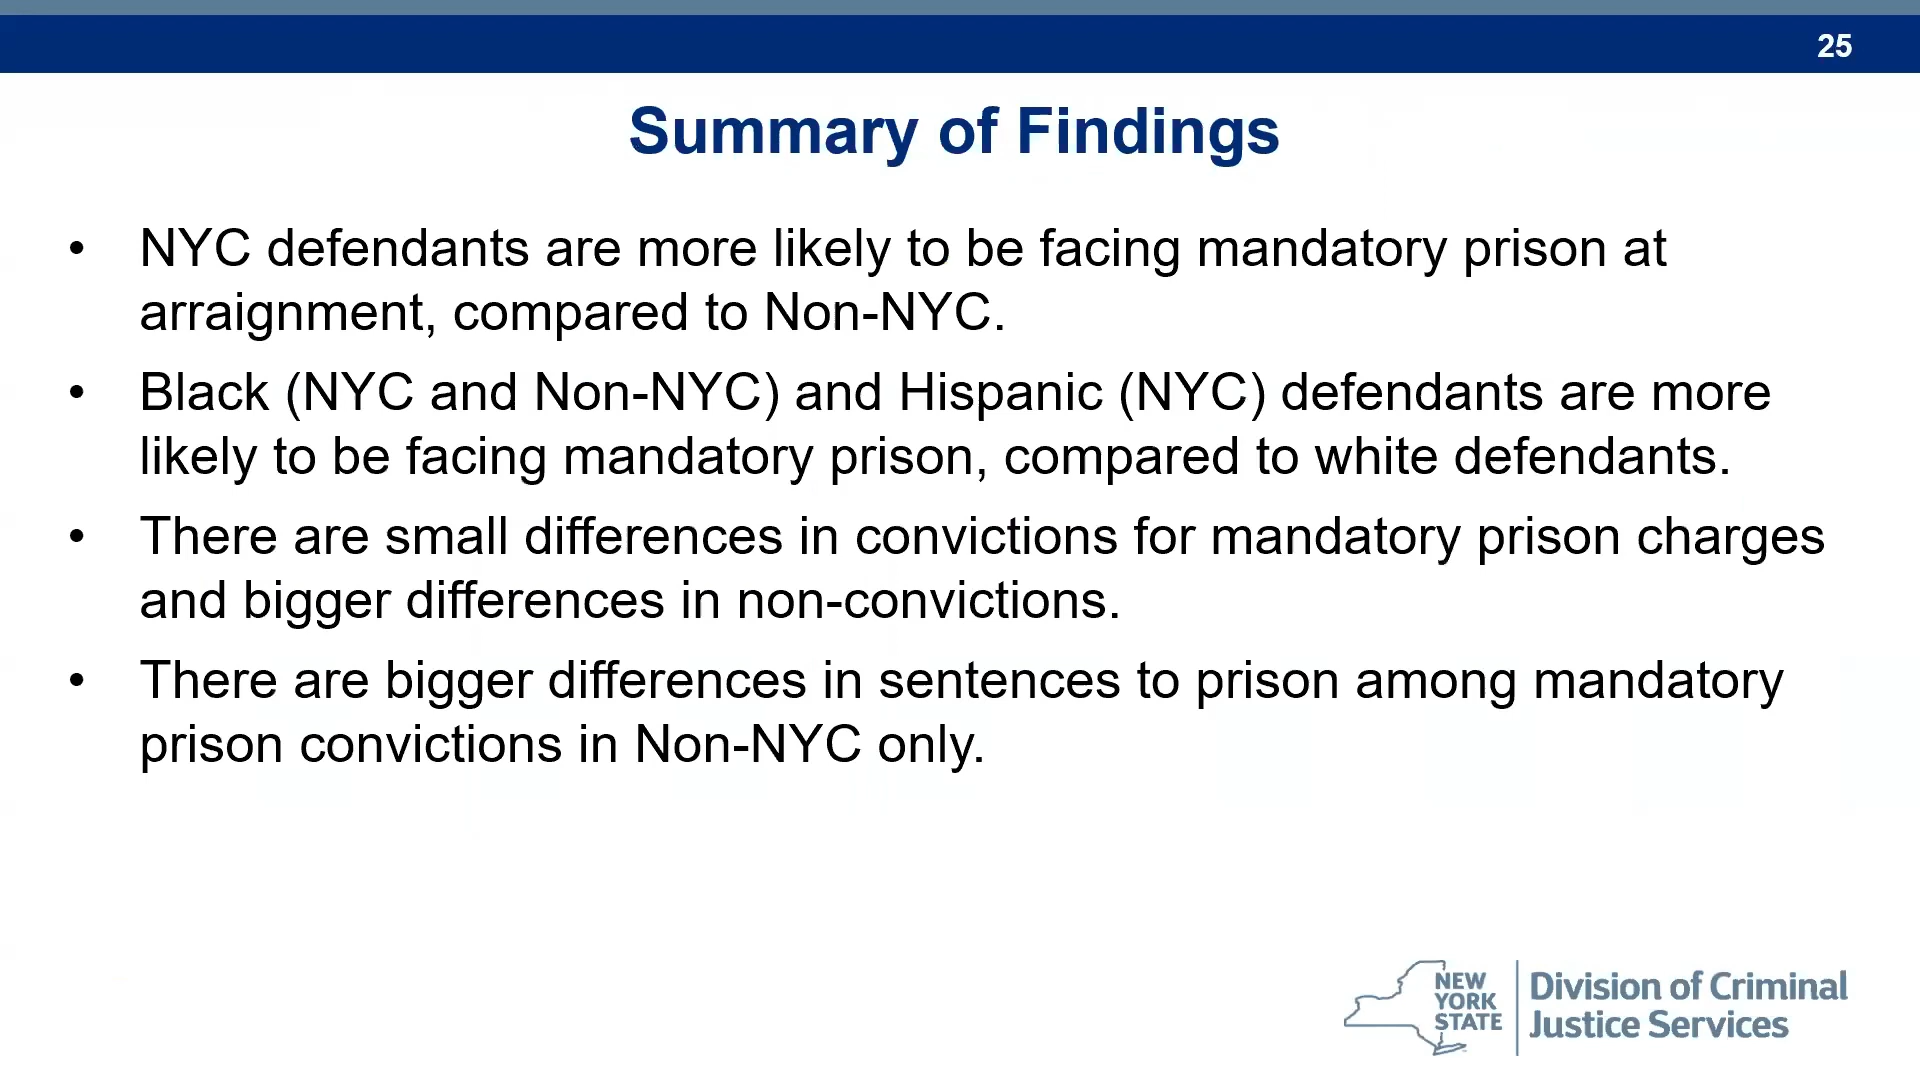 25
Summary of Findings
• NYC defendants are more likely to be facing mandatory prison at
arraignment, compared to Non-NYC.
• Black (NYC and Non-NYC) and Hispanic (NYC) defendants are more
likely to be facing mandatory prison, compared to white defendants.
• There are small differences in convictions for mandatory prison charges
and bigger differences in non-convictions.
• There are bigger differences in sentences to prison among mandatory
prison convictions in Non-NYC only.
NEW
YORK
STATE
Division of Criminal
Justice Services